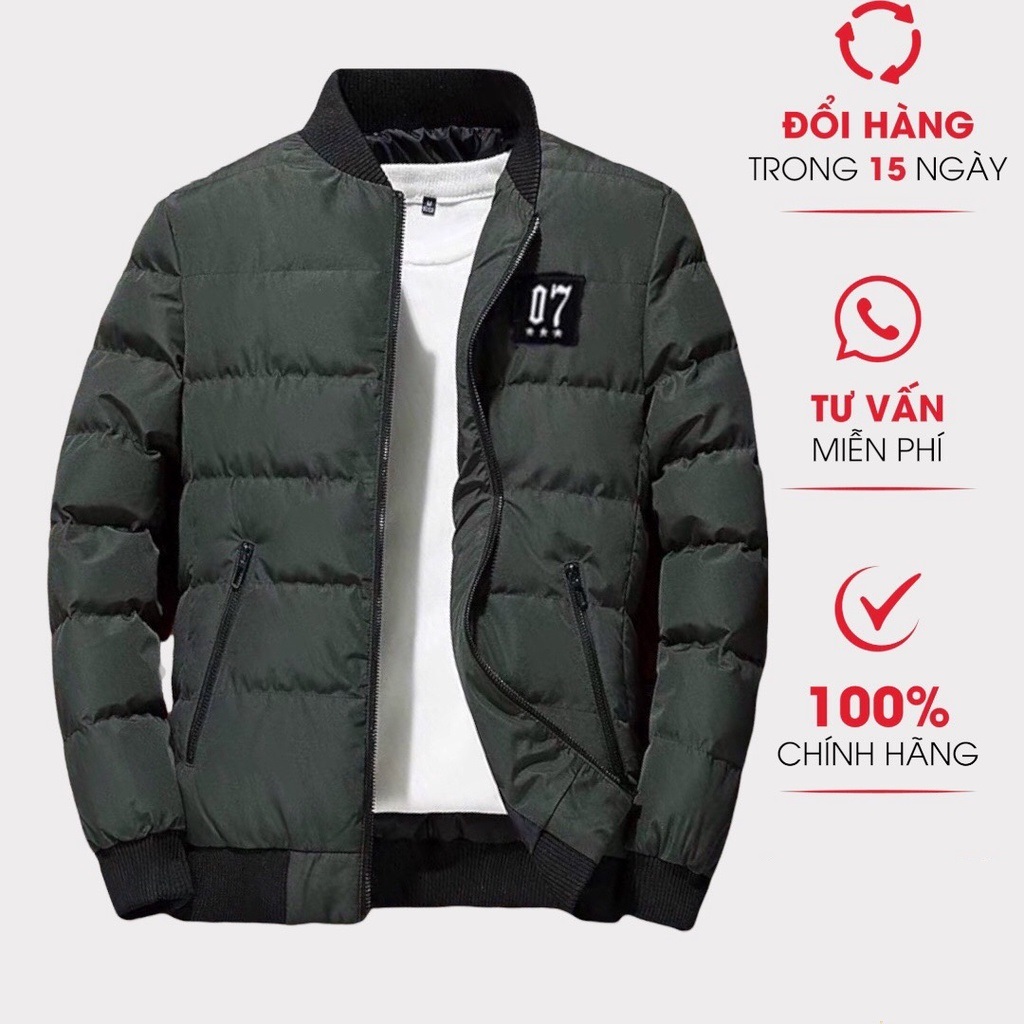 ĐỔI HÀNG
TRONG 15 NGÀY
07
TƯ VẤN
MIỄN PHÍ
100%
CHÍNH HÃNG